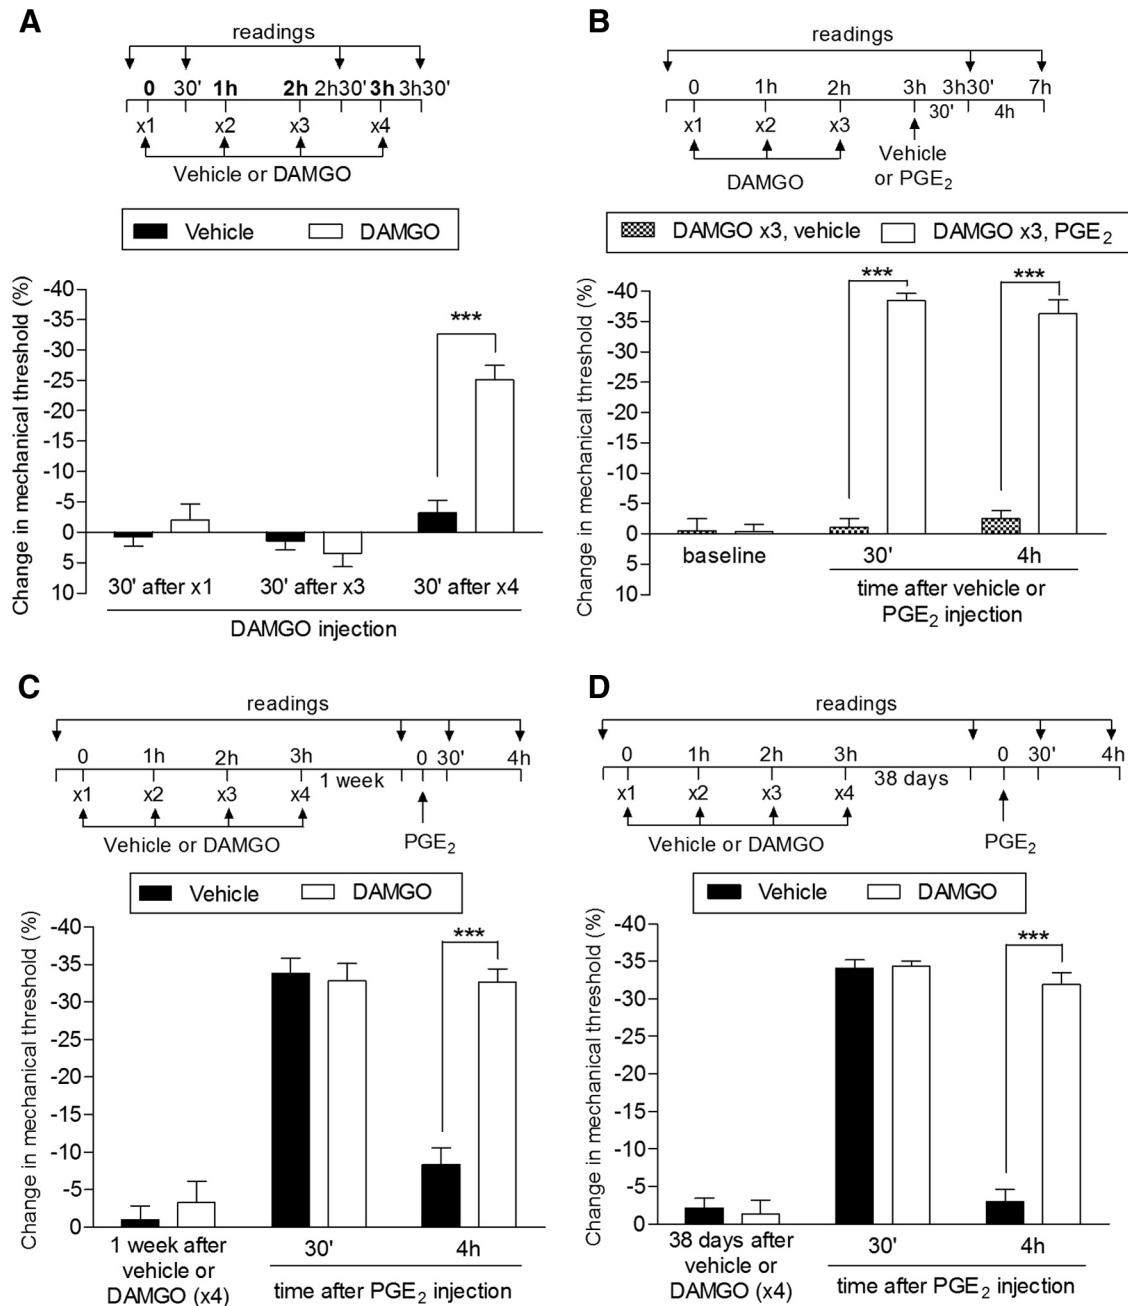 A
readings
0 30' 1h 2h 2h30' 3h 3h30'
x1 x2 x3 x4
Vehicle or DAMGO
Vehicle DAMGO
Change in mechanical threshold (%)
-40
-35
-30
-25
-20
-15
-10
-5
0
5
10
***
30' after x1 30' after x3 30' after x4
DAMGO injection
B
readings
0 1h 2h 3h 3h30' 7h
30' 4h
x1 x2 x3
DAMGO
Vehicle
or PGE2
DAMGO x3, vehicle DAMGO x3, PGE2
Change in mechanical threshold (%)
-40
-35
-30
-25
-20
-15
-10
-5
0
5
10
*** ***
baseline 30' 4h
time after vehicle or
PGE2 injection
C
readings
0 1h 2h 3h 0 30' 4h
1 week
x1 x2 x3 x4
Vehicle or DAMGO
PGE2
Vehicle DAMGO
Change in mechanical threshold (%)
-40
-35
-30
-25
-20
-15
-10
-5
0
***
1 week after
vehicle or
DAMGO (x4)
30' 4h
time after PGE2 injection
D
readings
0 1h 2h 3h 0 30' 4h
38 days
x1 x2 x3 x4
Vehicle or DAMGO
PGE2
Vehicle DAMGO
Change in mechanical threshold (%)
-40
-35
-30
-25
-20
-15
-10
-5
0
***
38 days after
vehicle or
DAMGO (x4)
30' 4h
time after PGE2 injection